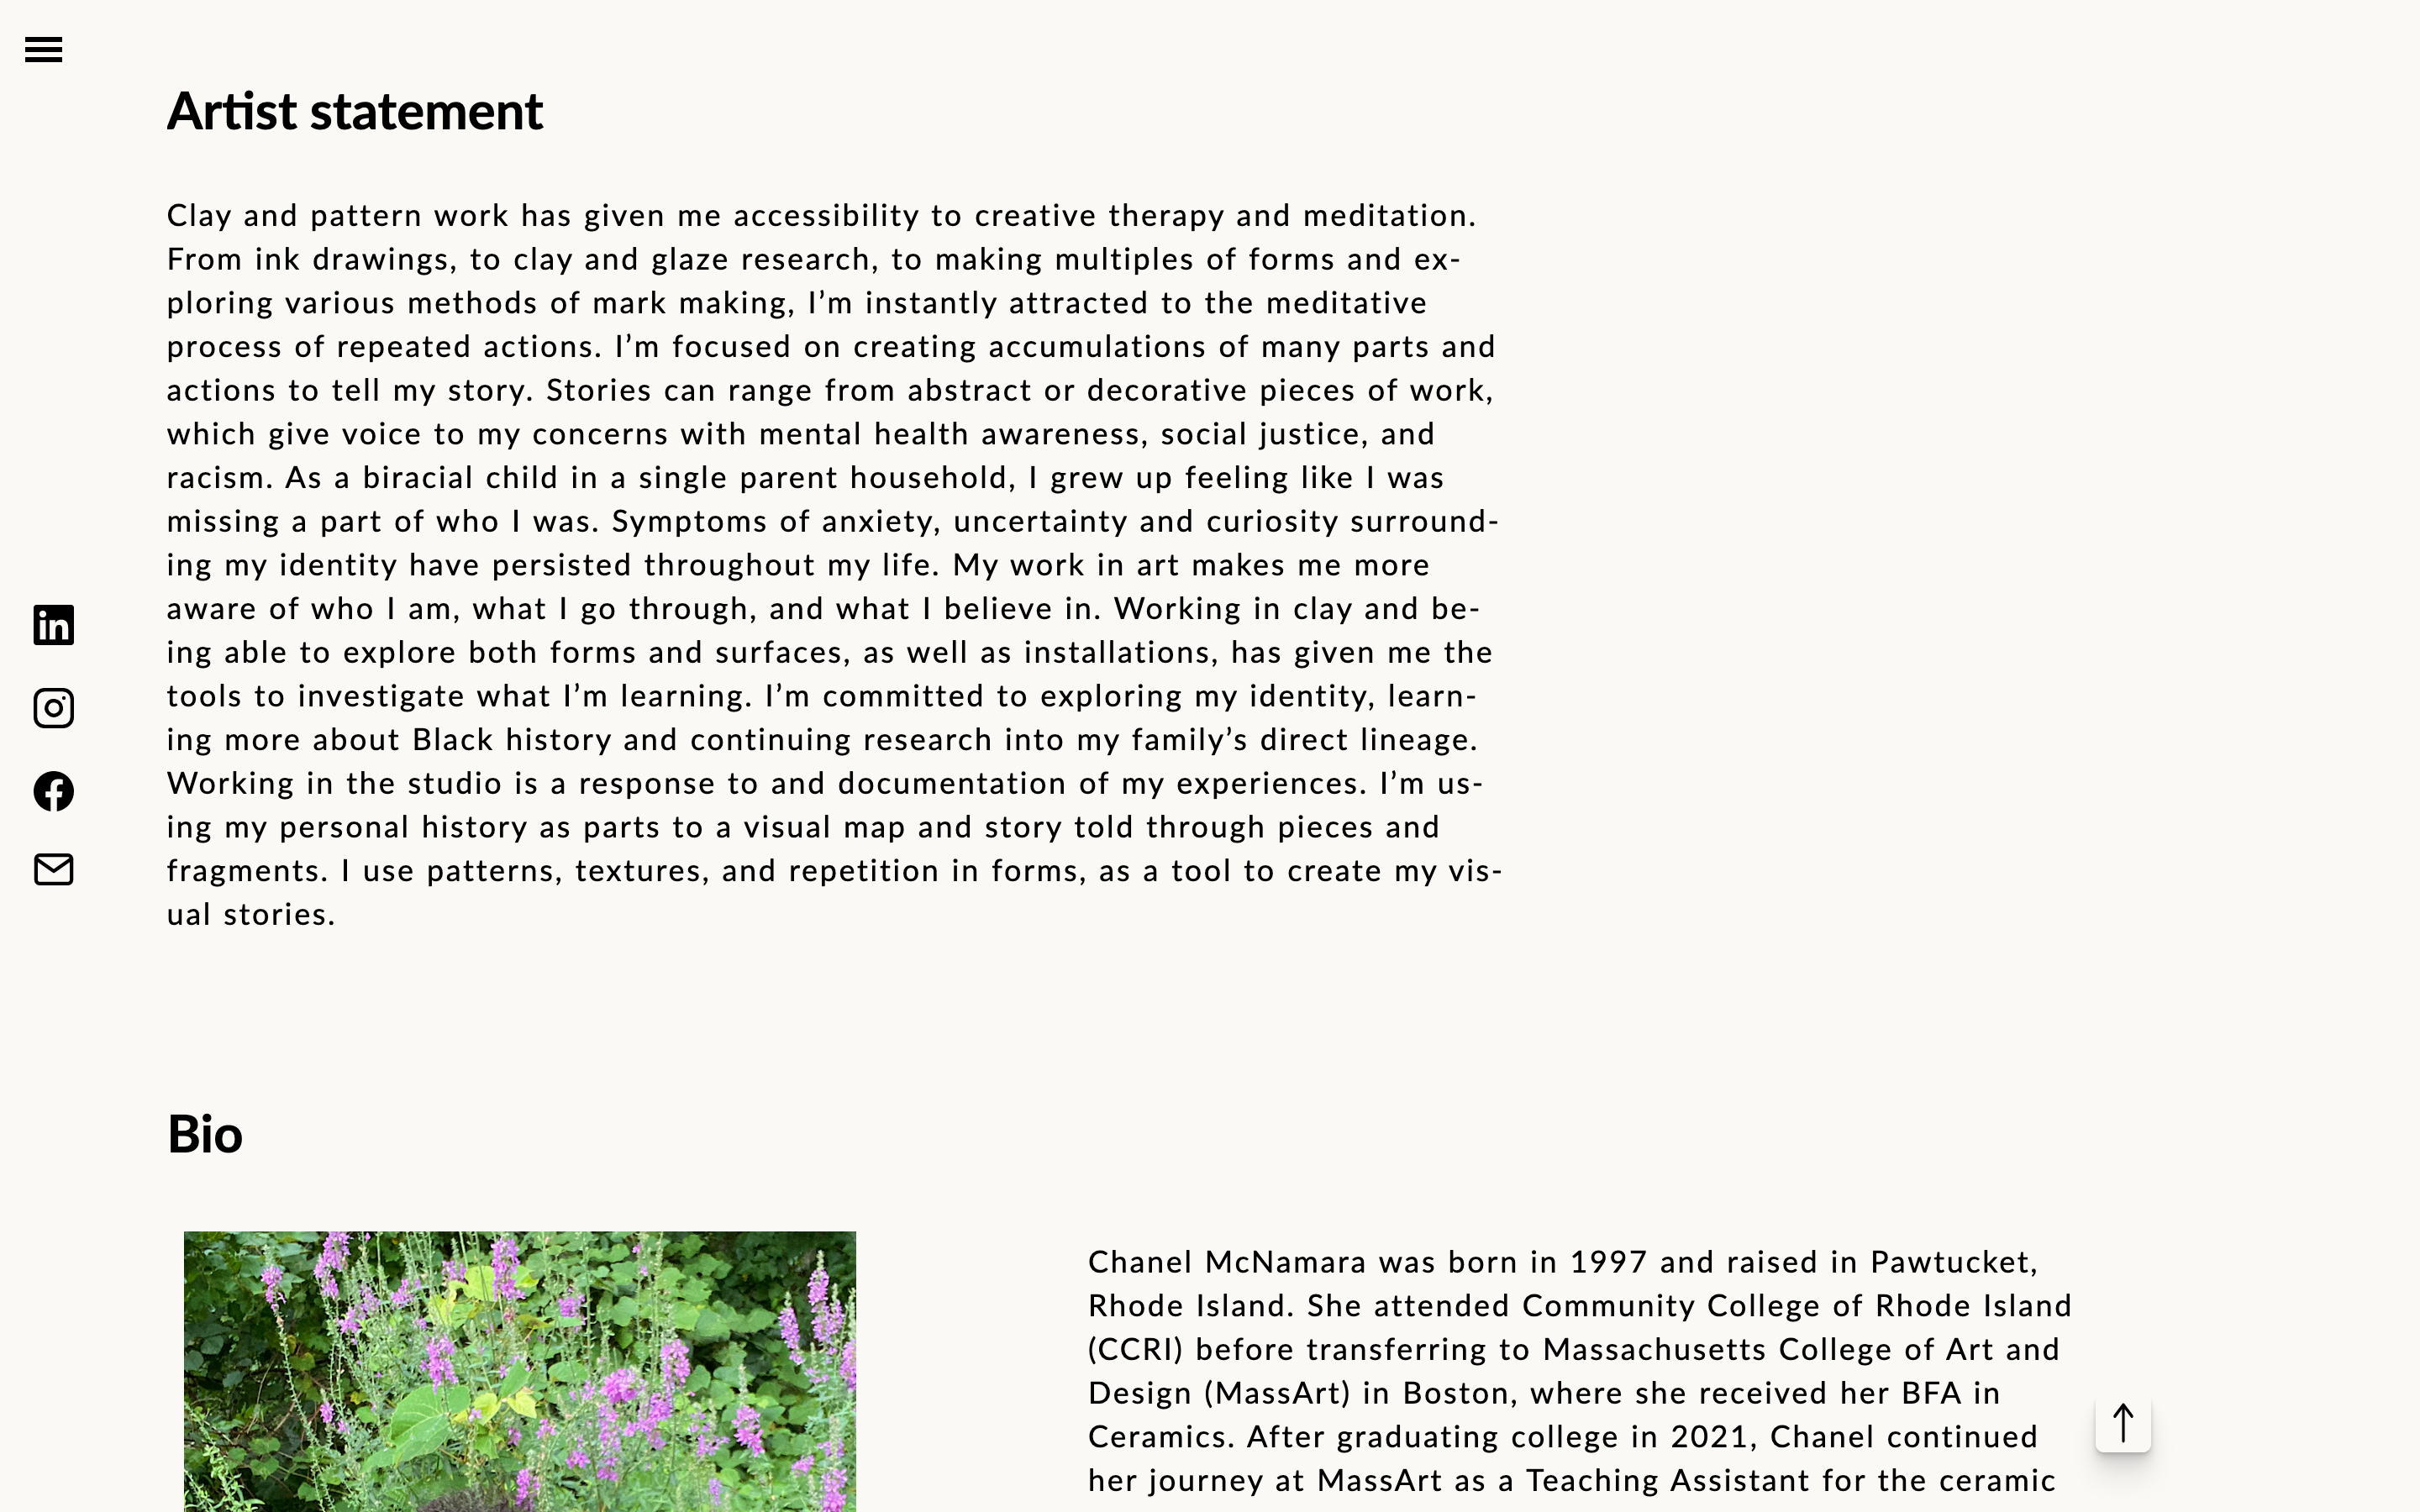 Artist statement
Clay and pattern work has given me accessibility to creative therapy and meditation.
From ink drawings, to clay and glaze research, to making multiples of forms and ex-
ploring various methods of mark making, I’m instantly attracted to the meditative
process of repeated actions. I’m focused on creating accumulations of many parts and
actions to tell my story. Stories can range from abstract or decorative pieces of work,
which give voice to my concerns with mental health awareness, social justice, and
racism. As a biracial child in a single parent household, I grew up feeling like I was
missing a part of who I was. Symptoms of anxiety, uncertainty and curiosity surround-
ing my identity have persisted throughout my life. My work in art makes me more
aware of who I am, what I go through, and what I believe in. Working in clay and be-
ing able to explore both forms and surfaces, as well as installations, has given me the
tools to investigate what I’m learning. I’m committed to exploring my identity, learn-
ing more about Black history and continuing research into my family’s direct lineage.
Working in the studio is a response to and documentation of my experiences. I’m us-
ing my personal history as parts to a visual map and story told through pieces and
fragments. I use patterns, textures, and repetition in forms, as a tool to create my vis-
ual stories.
in
Bio
Chanel McNamara was born in 1997 and raised in Pawtucket,
Rhode Island. She attended Community College of Rhode Island
(CCRI) before transferring to Massachusetts College of Art and
Design (MassArt) in Boston, where she received her BFA in
Ceramics. After graduating college in 2021, Chanel continued
her journey at MassArt as a Teaching Assistant for the ceramic